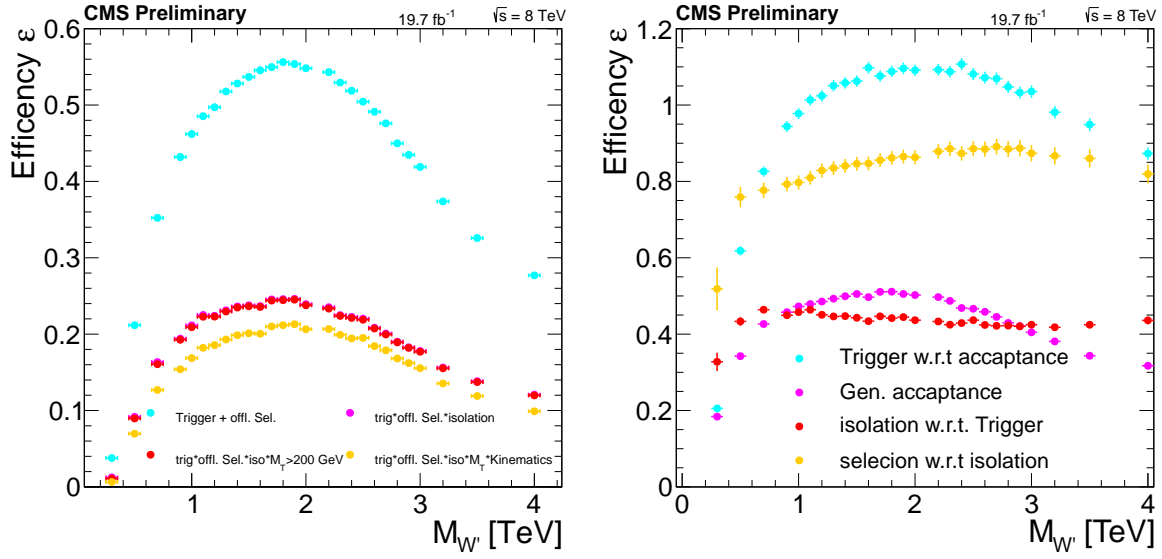 CMS Preliminary 19.7 fb⁻¹ √s = 8 TeV
Efficency ε
0.6
0.5
0.4
0.3
0.2
0.1
0
Trigger + offl. Sel. trig*offl. Sel.*isolation
trig*offl. Sel.*iso*M_T>200 GeV trig*offl. Sel.*iso*M_T*Kinematics
1 2 3 4
M_W' [TeV]
CMS Preliminary 19.7 fb⁻¹ √s = 8 TeV
Efficency ε
1.2
1
0.8
0.6
0.4
0.2
0
Trigger w.r.t accaptance
Gen. accaptance
isolation w.r.t. Trigger
selecion w.r.t isolation
0 1 2 3 4
M_W' [TeV]